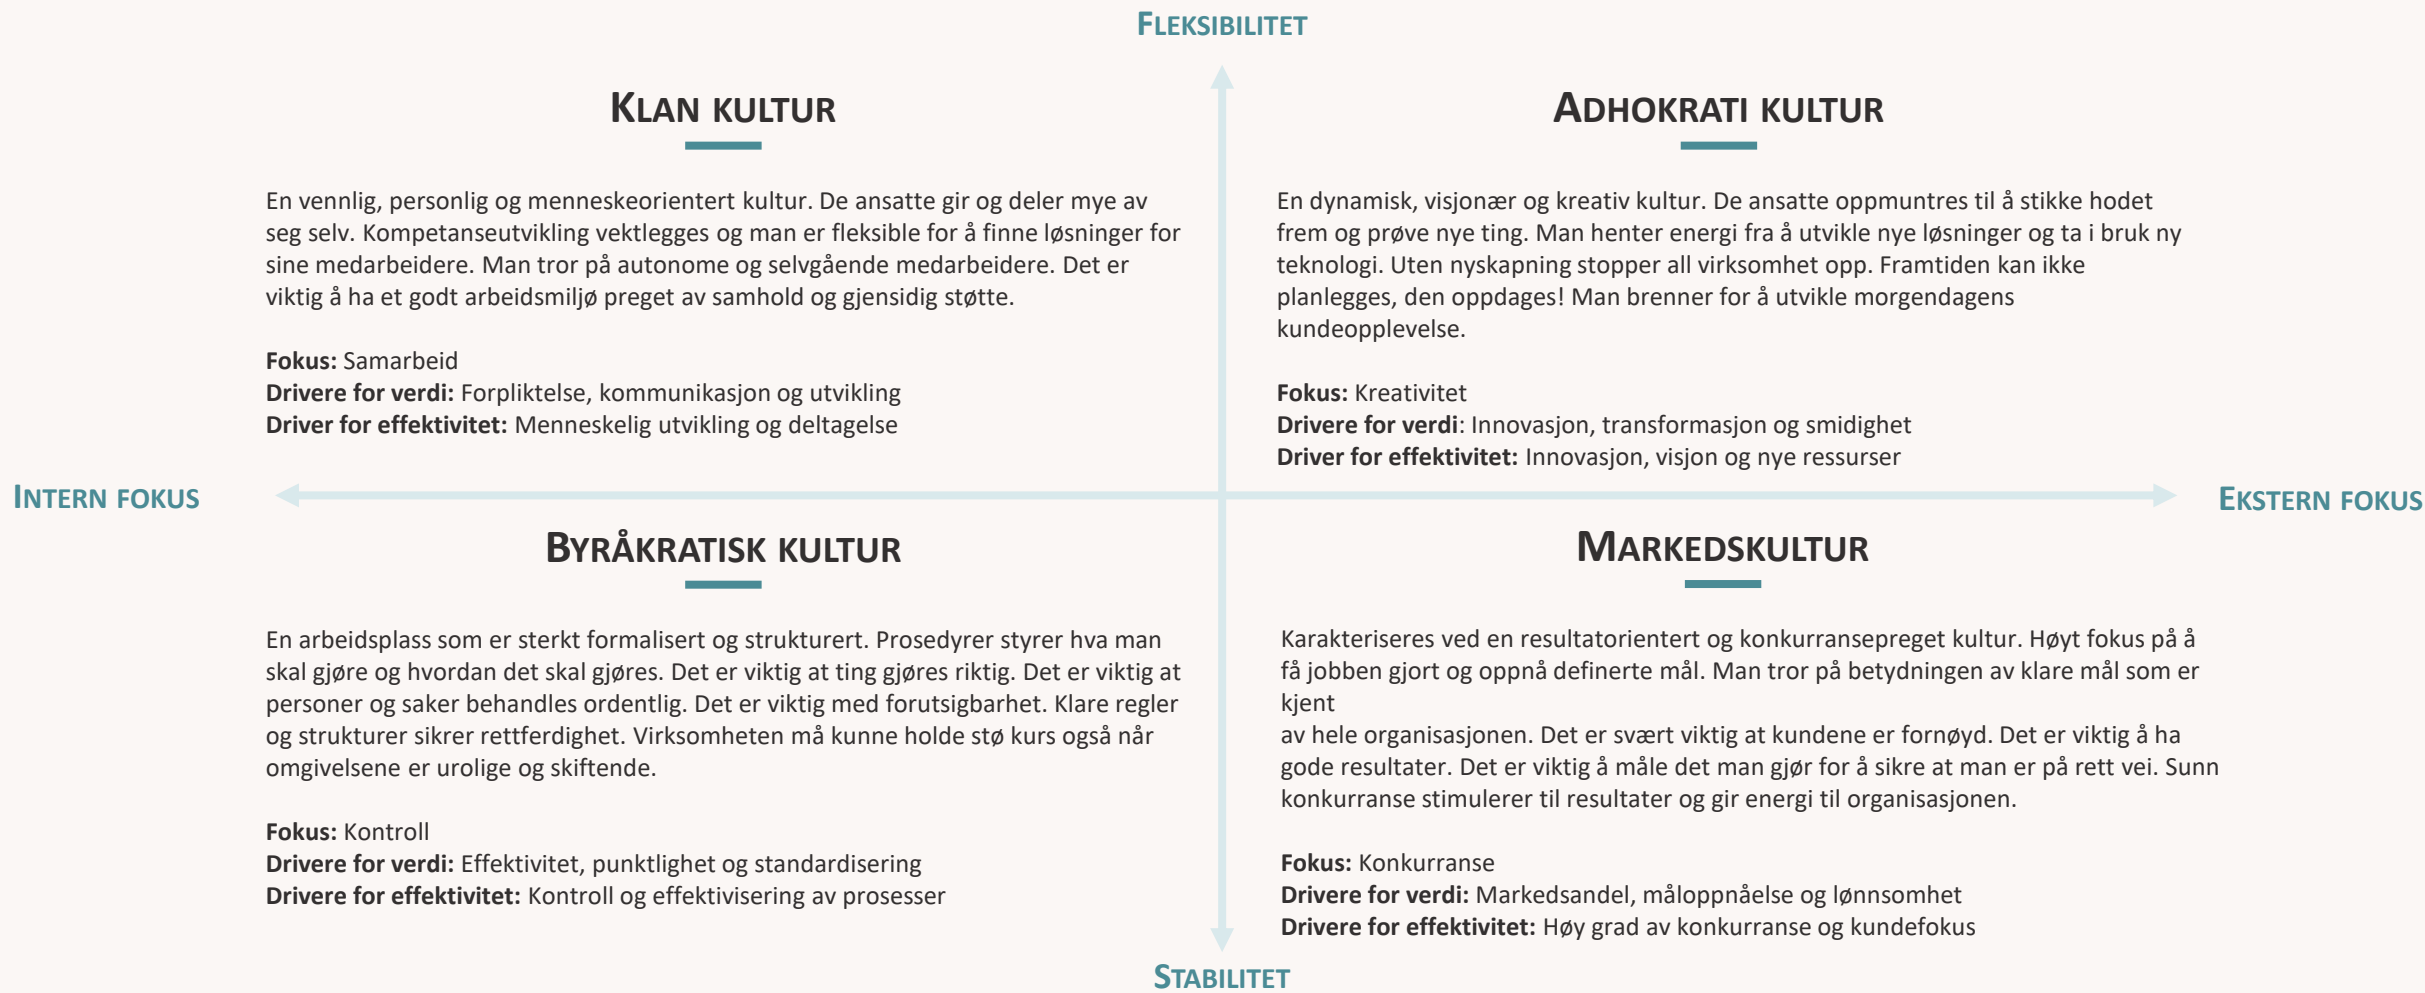 FLEKSIBILITET
KLAN KULTUR
En vennlig, personlig og menneskeorientert kultur. De ansatte gir og deler mye av
seg selv. Kompetanseutvikling vektlegges og man er fleksible for å finne løsninger for
sine medarbeidere. Man tror på autonome og selvgående medarbeidere. Det er
viktig å ha et godt arbeidsmiljø preget av samhold og gjensidig støtte.
Fokus: Samarbeid
Drivere for verdi: Forpliktelse, kommunikasjon og utvikling
Driver for effektivitet: Menneskelig utvikling og deltagelse
ADHOKRATI KULTUR
En dynamisk, visjonær og kreativ kultur. De ansatte oppmuntres til å stikke hodet
frem og prøve nye ting. Man henter energi fra å utvikle nye løsninger og ta i bruk ny
teknologi. Uten nyskapning stopper all virksomhet opp. Framtiden kan ikke
planlegges, den oppdages! Man brenner for å utvikle morgendagens
kundeopplevelse.
Fokus: Kreativitet
Drivere for verdi: Innovasjon, transformasjon og smidighet
Driver for effektivitet: Innovasjon, visjon og nye ressurser
INTERN FOKUS
EKSTERN FOKUS
BYRÅKRATISK KULTUR
En arbeidsplass som er sterkt formalisert og strukturert. Prosedyrer styrer hva man
skal gjøre og hvordan det skal gjøres. Det er viktig at ting gjøres riktig. Det er viktig at
personer og saker behandles ordentlig. Det er viktig med forutsigbarhet. Klare regler
og strukturer sikrer rettferdighet. Virksomheten må kunne holde stø kurs også når
omgivelsene er urolige og skiftende.
Fokus: Kontroll
Drivere for verdi: Effektivitet, punktlighet og standardisering
Drivere for effektivitet: Kontroll og effektivisering av prosesser
MARKEDSKULTUR
Karakteriseres ved en resultatorientert og konkurransepreget kultur. Høyt fokus på å
få jobben gjort og oppnå definerte mål. Man tror på betydningen av klare mål som er
kjent
av hele organisasjonen. Det er svært viktig at kundene er fornøyd. Det er viktig å ha
gode resultater. Det er viktig å måle det man gjør for å sikre at man er på rett vei. Sunn
konkurranse stimulerer til resultater og gir energi til organisasjonen.
Fokus: Konkurranse
Drivere for verdi: Markedsandel, måloppnåelse og lønnsomhet
Drivere for effektivitet: Høy grad av konkurranse og kundefokus
STABILITET